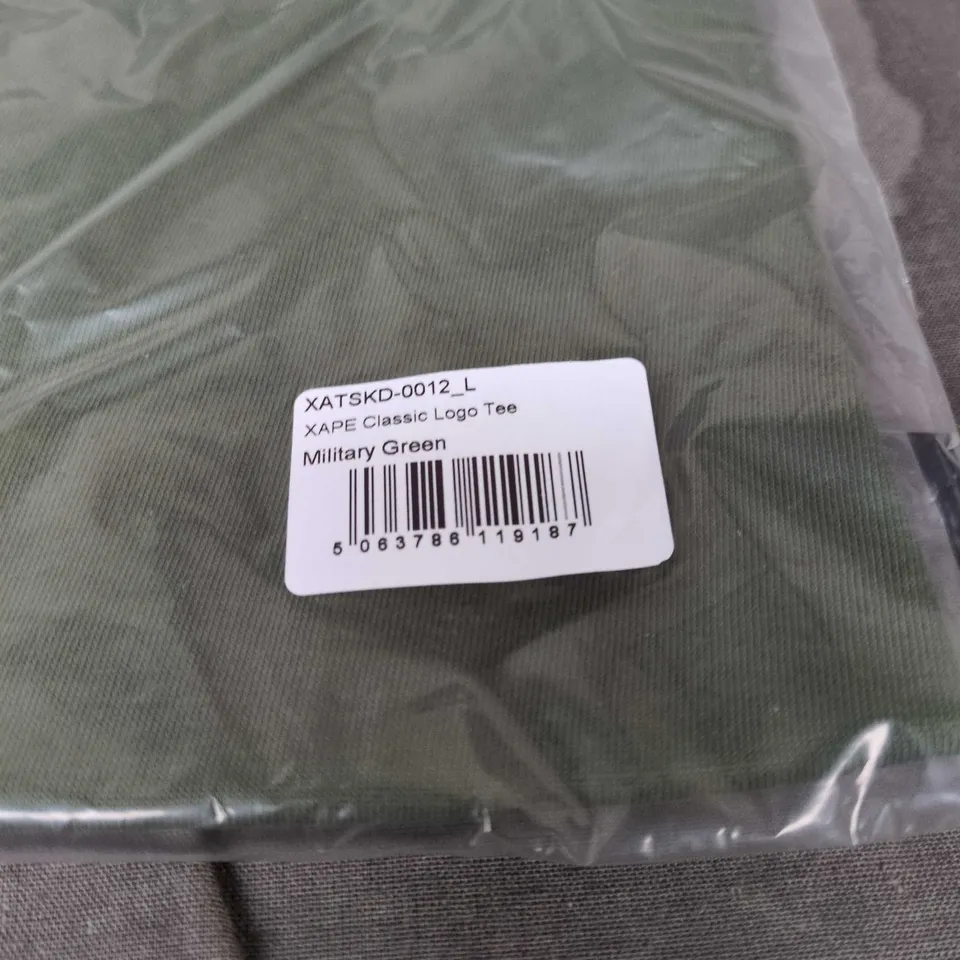 XATSKD-0012_L
XAPE Classic Logo Tee
Military Green
5 063786 119187